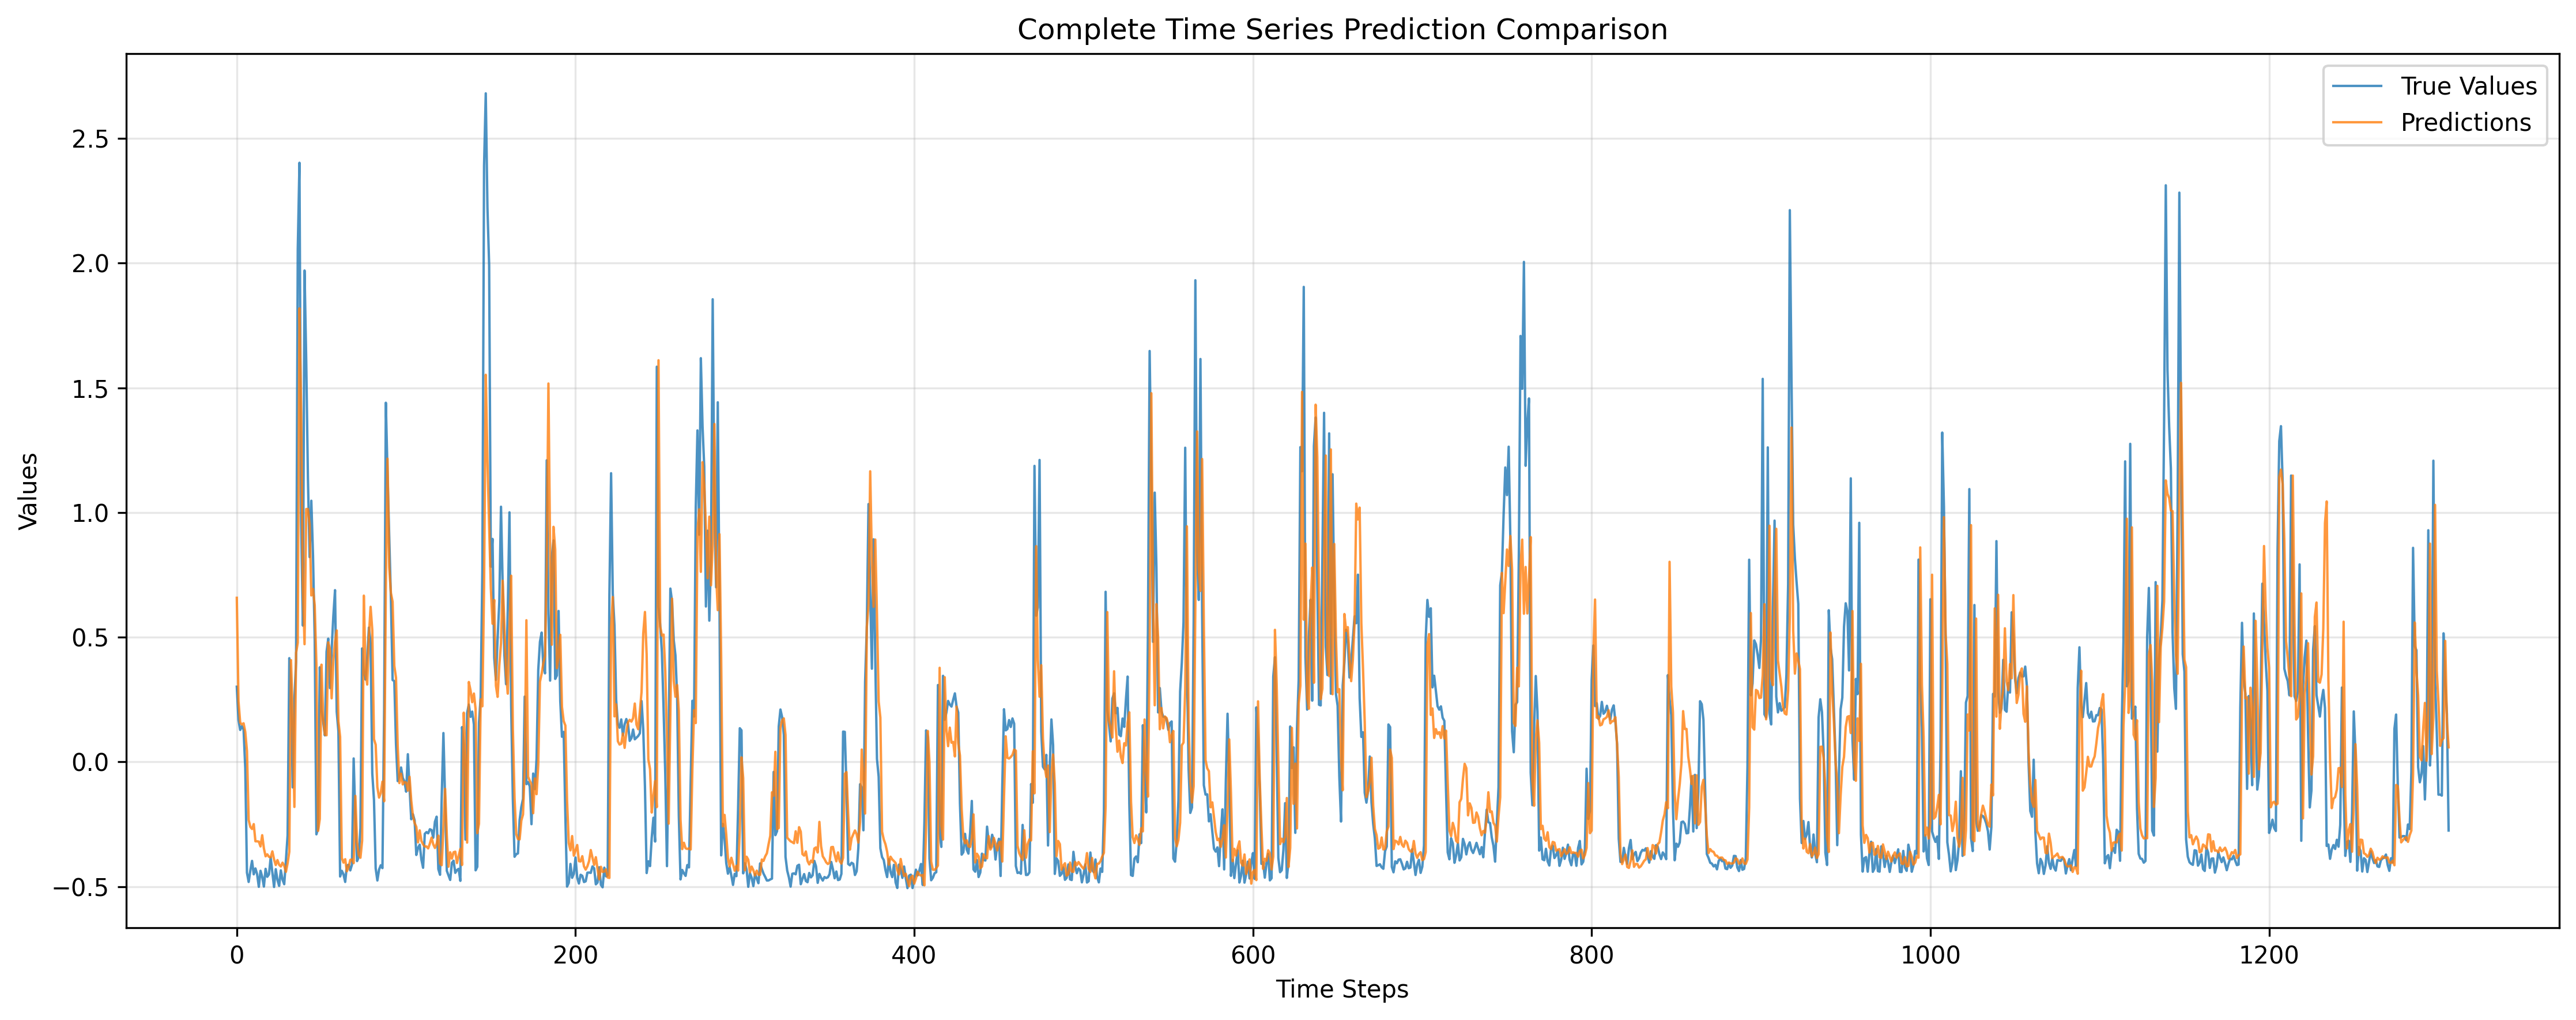 Complete Time Series Prediction Comparison
True Values
Predictions
Values
2.5
2.0
1.5
1.0
0.5
0.0
−0.5
0
200
400
600
800
1000
1200
Time Steps